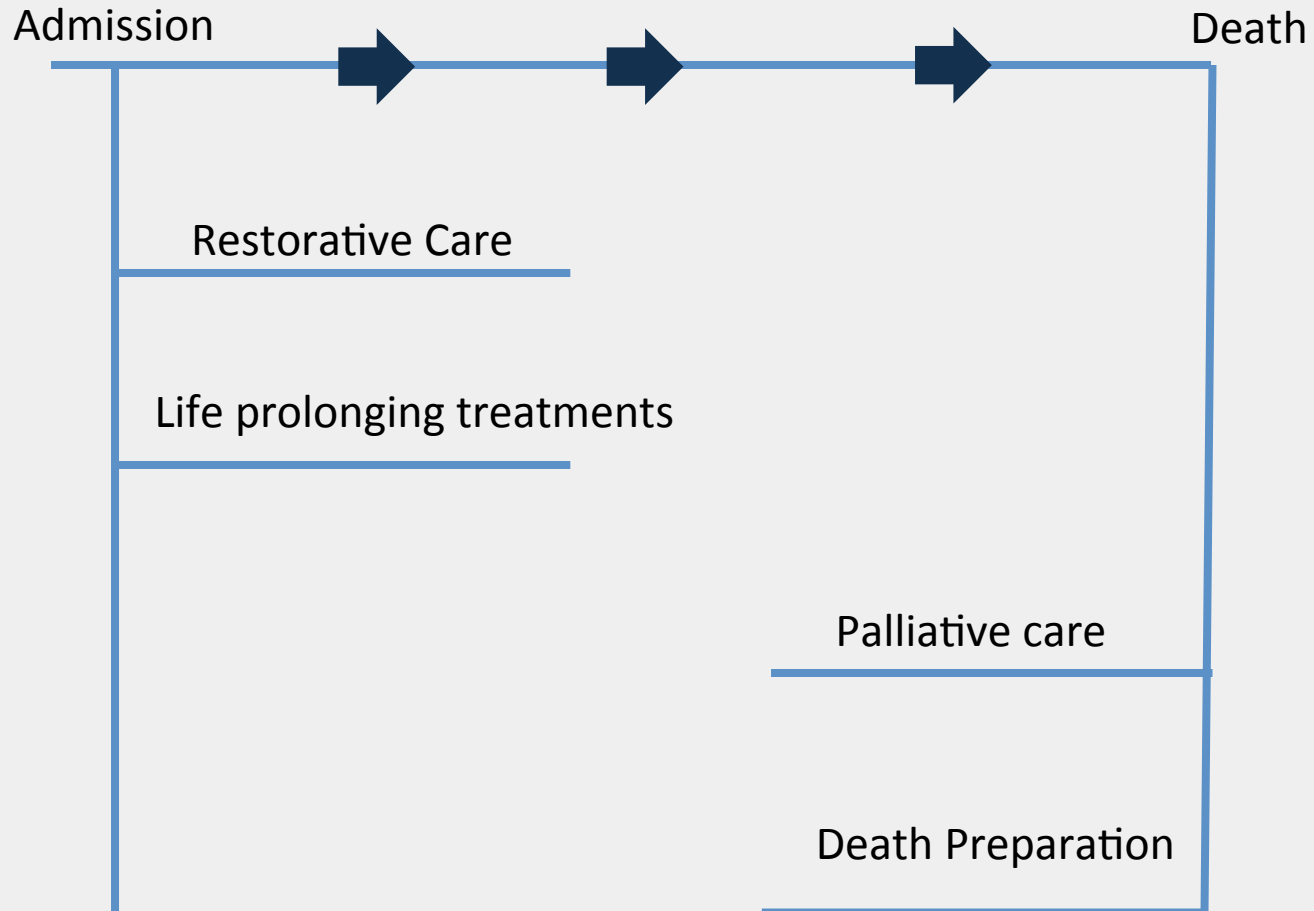 Admission
Death
Restorative Care
Life prolonging treatments
Palliative care
Death Preparation